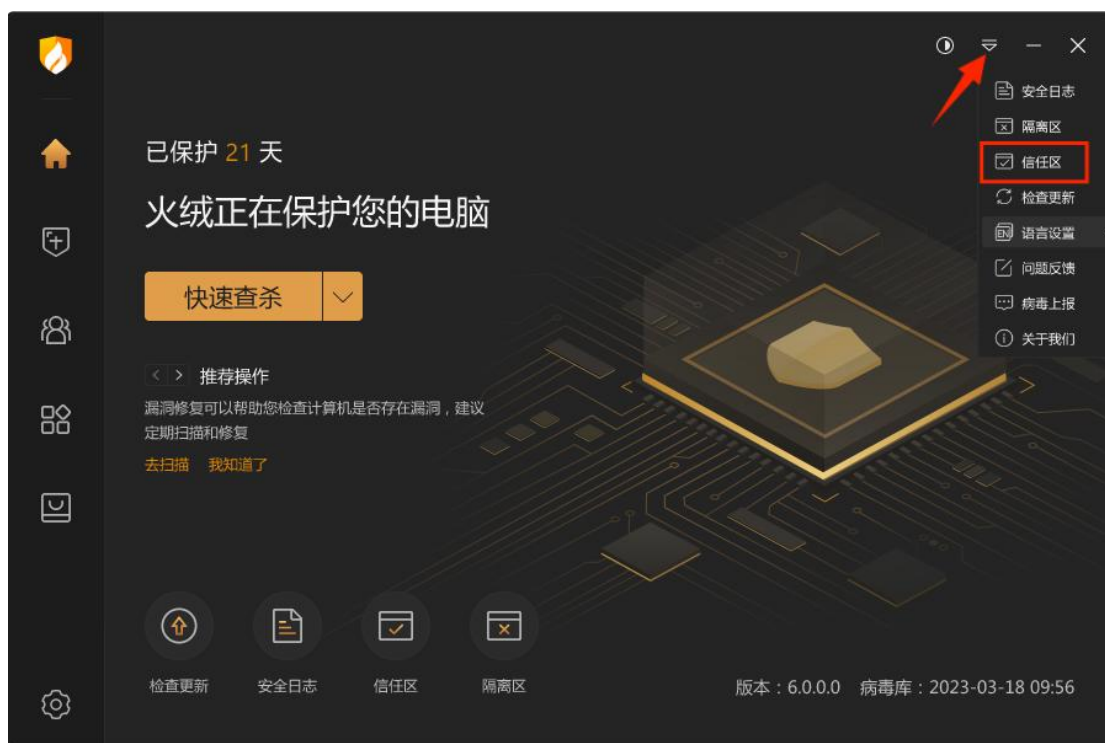 安全日志
隔离区
信任区
检查更新
EN 语言设置
问题反馈
病毒上报
关于我们
已保护 21 天
火绒正在保护您的电脑
快速查杀
推荐操作
漏洞修复可以帮助您检查计算机是否存在漏洞，建议
定期扫描和修复
去扫描 我知道了
检查更新 安全日志 信任区 隔离区
版本：6.0.0.0 病毒库：2023-03-18 09:56